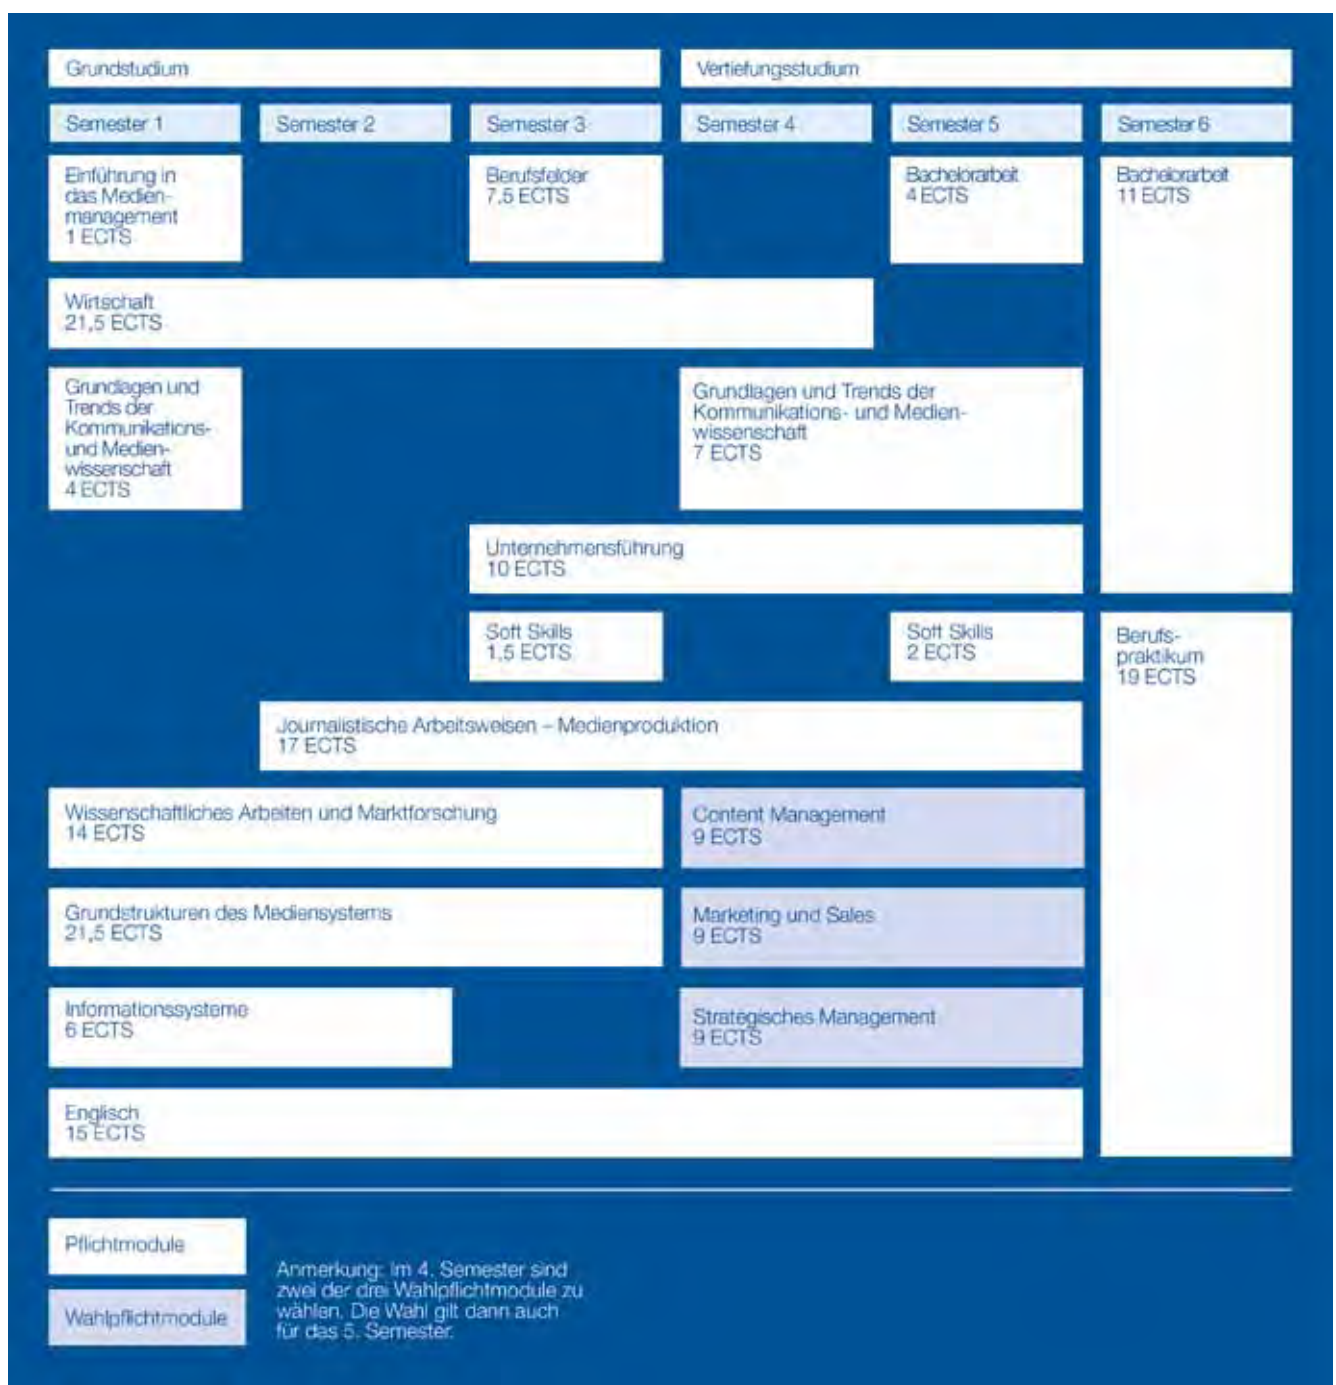 Grundstudium
Vertiefungsstudium
Semester 1
Semester 2
Semester 3
Semester 4
Semester 5
Semester 6
Einführung in
das Medien-
management
1 ECTS
Berufsfelder
7,5 ECTS
Bachelorarbeit
4 ECTS
Bachelorarbeit
11 ECTS
Wirtschaft
21,5 ECTS
Grundlagen und
Trends der
Kommunikations-
und Medien-
wissenschaft
4 ECTS
Grundlagen und Trends der
Kommunikations- und Medien-
wissenschaft
7 ECTS
Unternehmensführung
10 ECTS
Soft Skills
1,5 ECTS
Soft Skills
2 ECTS
Berufs-
praktikum
19 ECTS
Journalistische Arbeitsweisen – Medienproduktion
17 ECTS
Wissenschaftliches Arbeiten und Marktforschung
14 ECTS
Content Management
9 ECTS
Grundstrukturen des Mediensystems
21,5 ECTS
Marketing und Sales
9 ECTS
Informationssysteme
6 ECTS
Strategisches Management
9 ECTS
Englisch
15 ECTS
Pflichtmodule
Wahlpflichtmodule
Anmerkung: Im 4. Semester sind
zwei der drei Wahlpflichtmodule zu
wählen. Die Wahl gilt dann auch
für das 5. Semester.